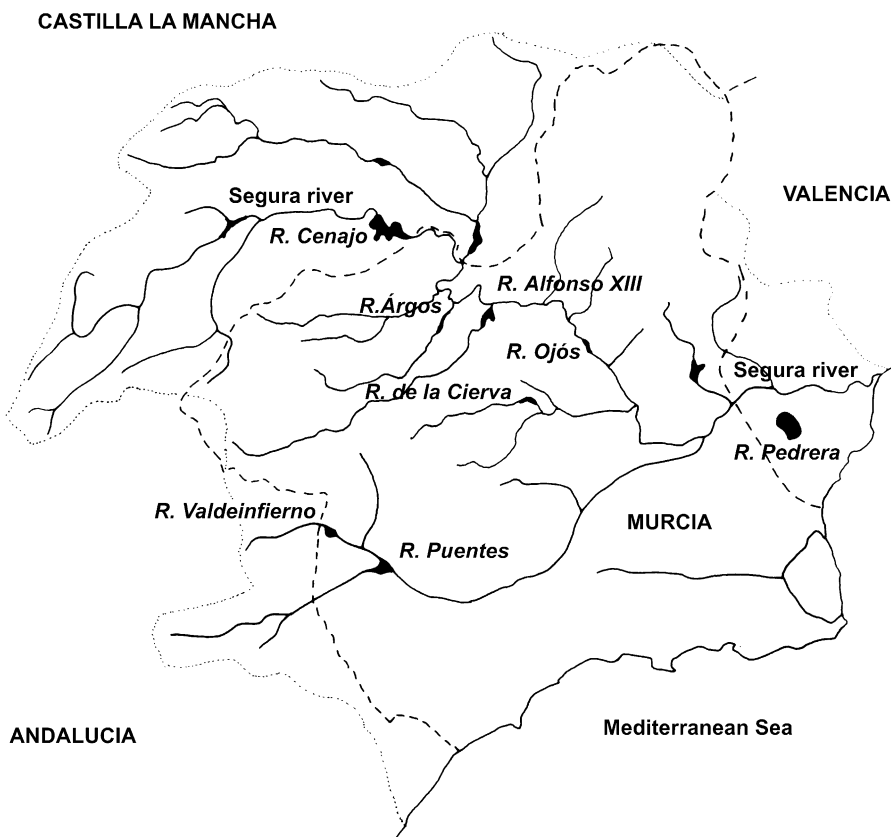 CASTILLA LA MANCHA
Segura river
VALENCIA
R. Cenajo
R. Alfonso XIII
R.Árgos
R. Ojós
Segura river
R. de la Cierva
R. Pedrera
R. Valdeinfierno
MURCIA
R. Puentes
Mediterranean Sea
ANDALUCIA